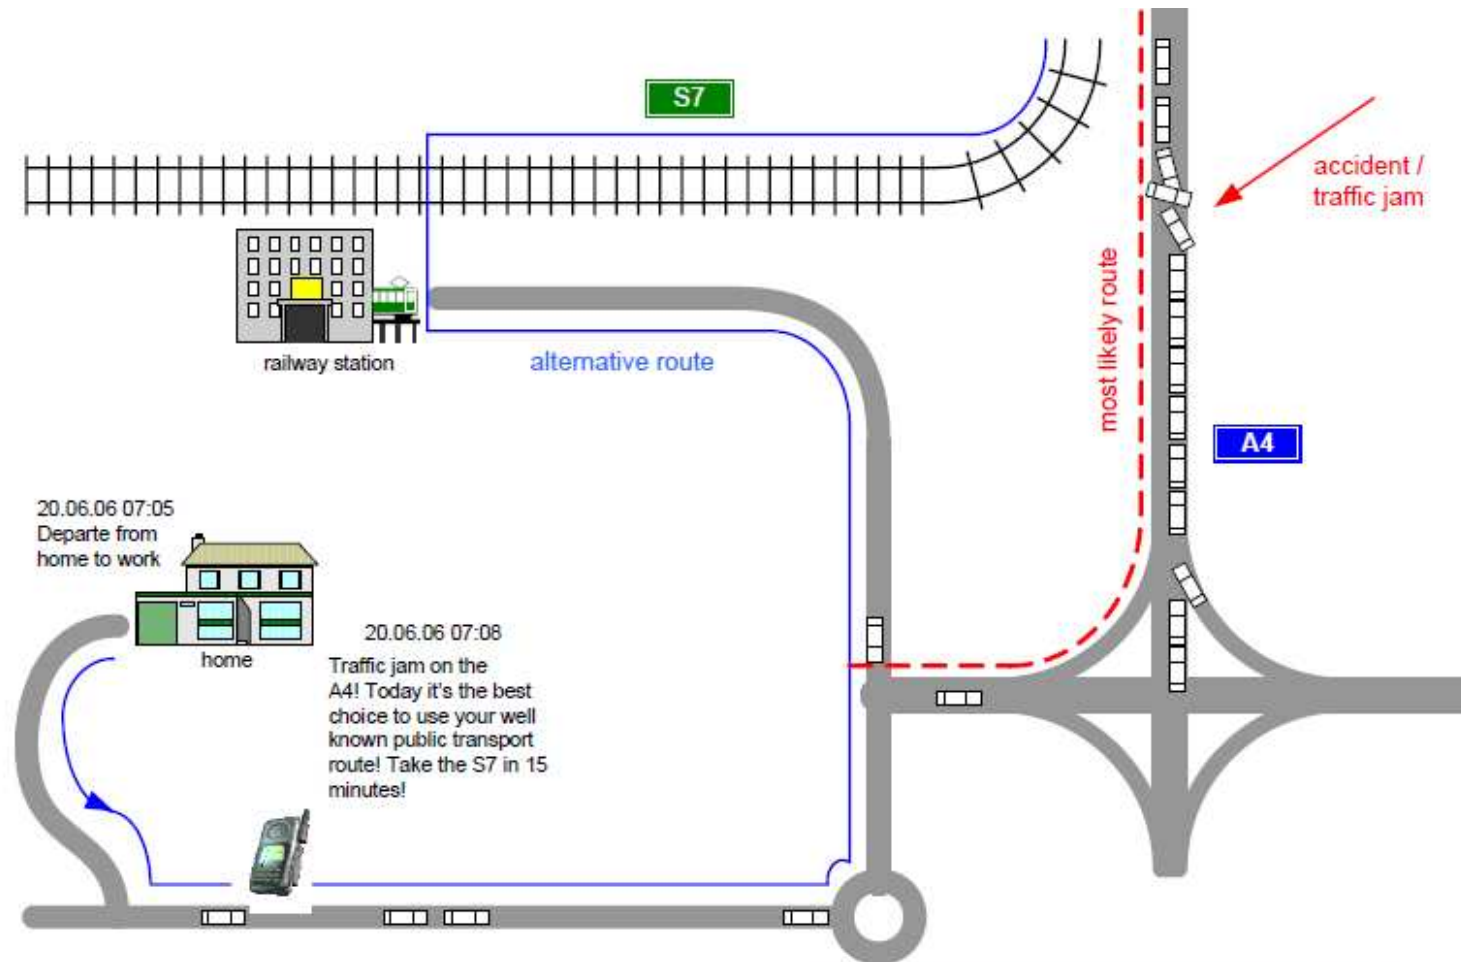 S7
accident /
traffic jam
most likely route
railway station
alternative route
A4
20.06.06 07:05
Departe from
home to work
home
20.06.06 07:08
Traffic jam on the
A4! Today it's the best
choice to use your well
known public transport
route! Take the S7 in 15
minutes!